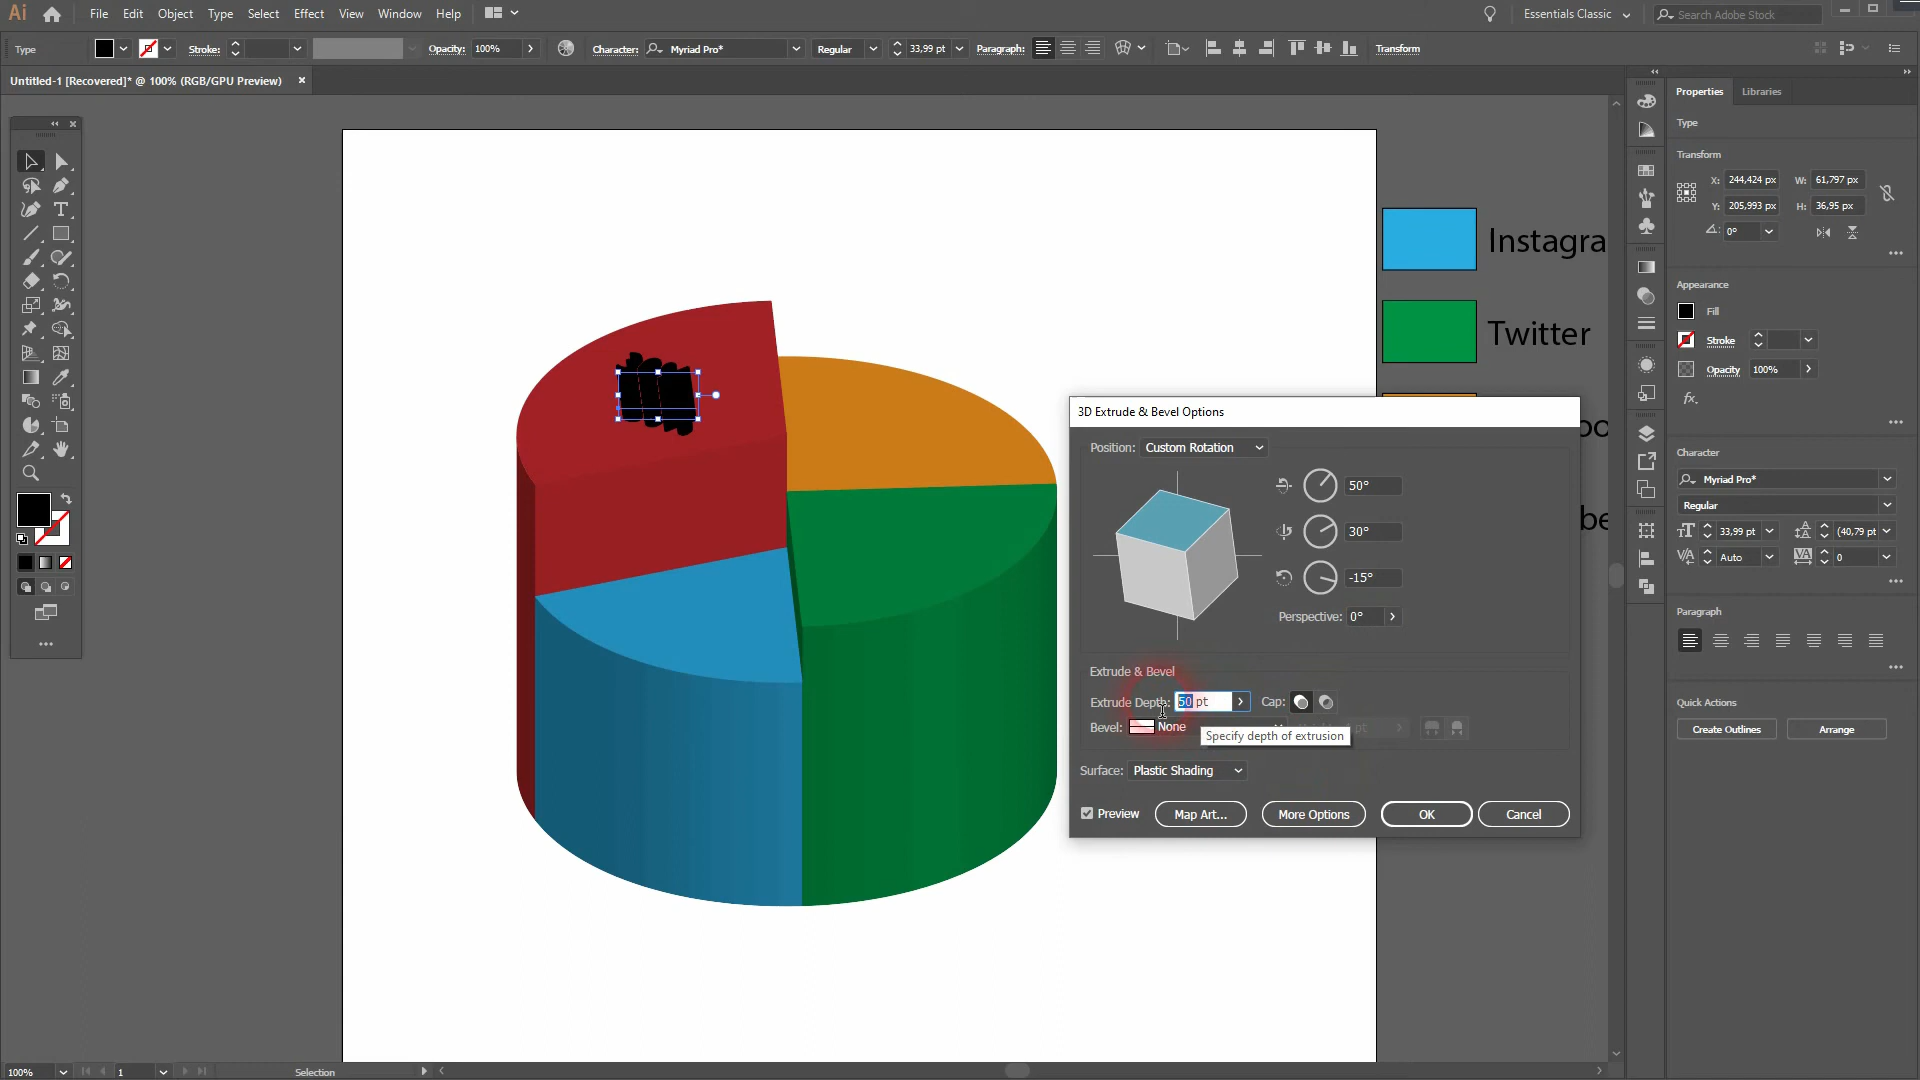 Ai File Edit Object Type Select Effect View Window Help Essentials Classic Search Adobe Stock
Type Stroke: Opacity: 100% Character: Myriad Pro* Regular 33,99 pt Paragraph: Transform
Untitled-1 [Recovered]* @ 100% (RGB/GPU Preview)
Instagra
Twitter
3D Extrude & Bevel Options
Position: Custom Rotation
50°
30°
-15°
Perspective: 0°
Extrude & Bevel
Extrude Depth: 50 pt Cap:
Bevel: None
Specify depth of extrusion
Surface: Plastic Shading
Preview Map Art... More Options OK Cancel
Properties Libraries
Type
Transform
X: 244,424 px W: 61,797 px
Y: 205,993 px H: 36,95 px
0°
Appearance
Fill
Stroke
Opacity 100%
fx.
Character
Myriad Pro*
Regular
33,99 pt (40,79 pt
Auto 0
Paragraph
Quick Actions
Create Outlines Arrange
100% 1 Selection